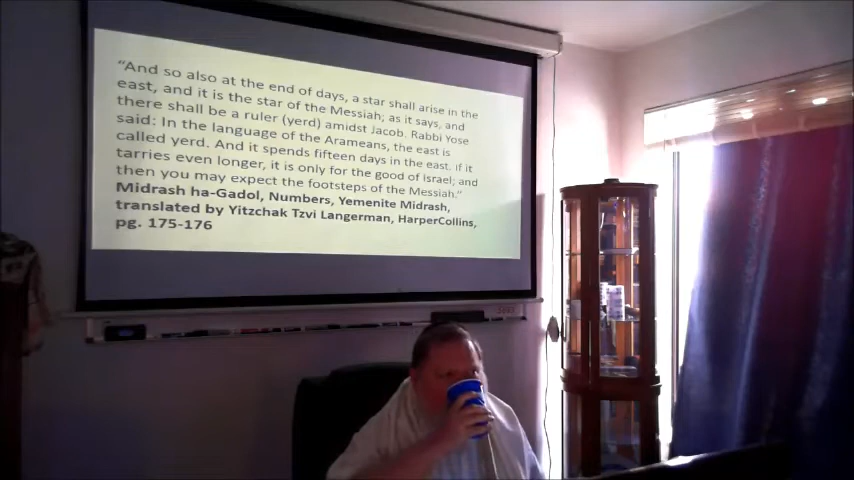 “And so also at the end of days, a star shall arise in the
east, and it is the star of the Messiah; as it says, and
there shall be a ruler (yerd) amidst Jacob. Rabbi Yose
said: In the language of the Arameans, the east is
called yerd. And it spends fifteen days in the east. if it
tarries even longer, it is only for the good of Israel; and
then you may expect the footsteps of the Messiah.”
Midrash ha-Gadol, Numbers, Yemenite Midrash,
translated by Yitzchak Tzvi Langerman, HarperCollins,
pg. 175-176